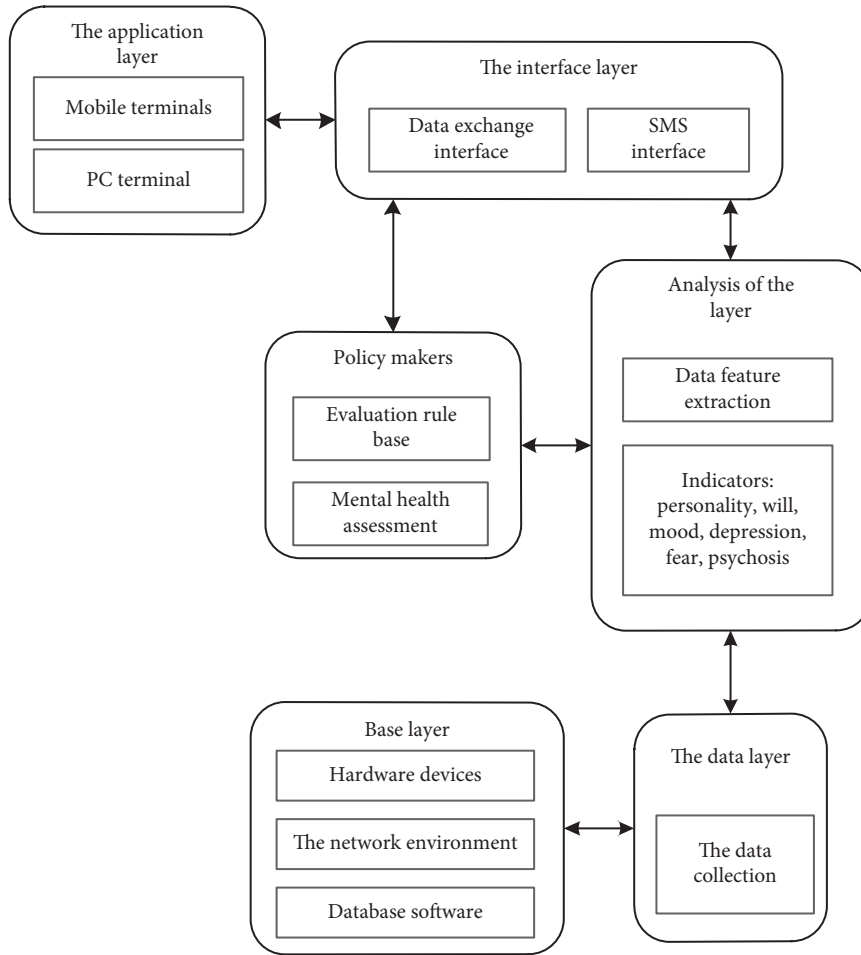 The application
layer
Mobile terminals
PC terminal
The interface layer
Data exchange
interface
SMS
interface
Policy makers
Evaluation rule
base
Mental health
assessment
Analysis of the
layer
Data feature
extraction
Indicators:
personality, will,
mood, depression,
fear, psychosis
Base layer
Hardware devices
The network environment
Database software
The data layer
The data
collection